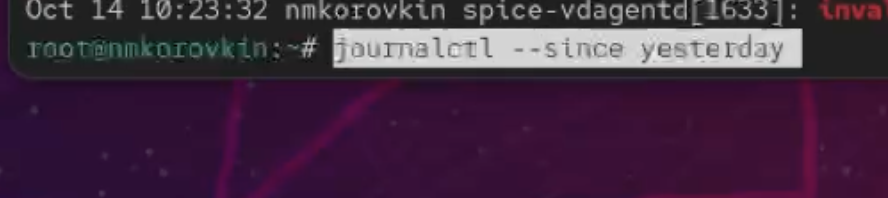 Oct 14 10:23:32 nmkorovkin spice-vdagentd[1633]: inva
root@nmkorovkin:~# journalctl --since yesterday